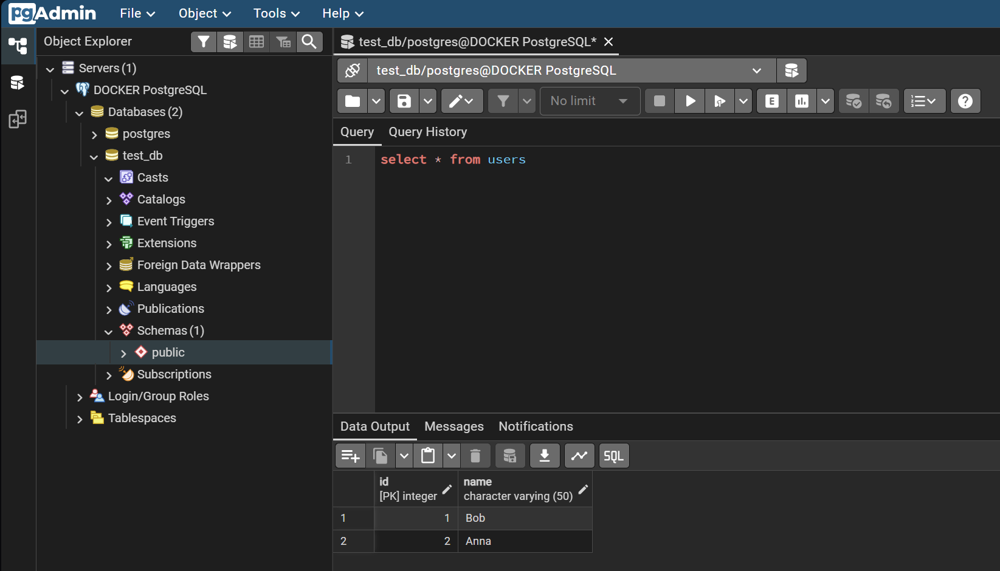 pgAdmin File Object Tools Help
Object Explorer
Servers (1)
DOCKER PostgreSQL
Databases (2)
postgres
test_db
Casts
Catalogs
Event Triggers
Extensions
Foreign Data Wrappers
Languages
Publications
Schemas (1)
public
Subscriptions
Login/Group Roles
Tablespaces
test_db/postgres@DOCKER PostgreSQL*
test_db/postgres@DOCKER PostgreSQL
No limit
E
Query Query History
1 select * from users
Data Output Messages Notifications
SQL
id name
[PK] integer character varying (50)
1 1 Bob
2 2 Anna